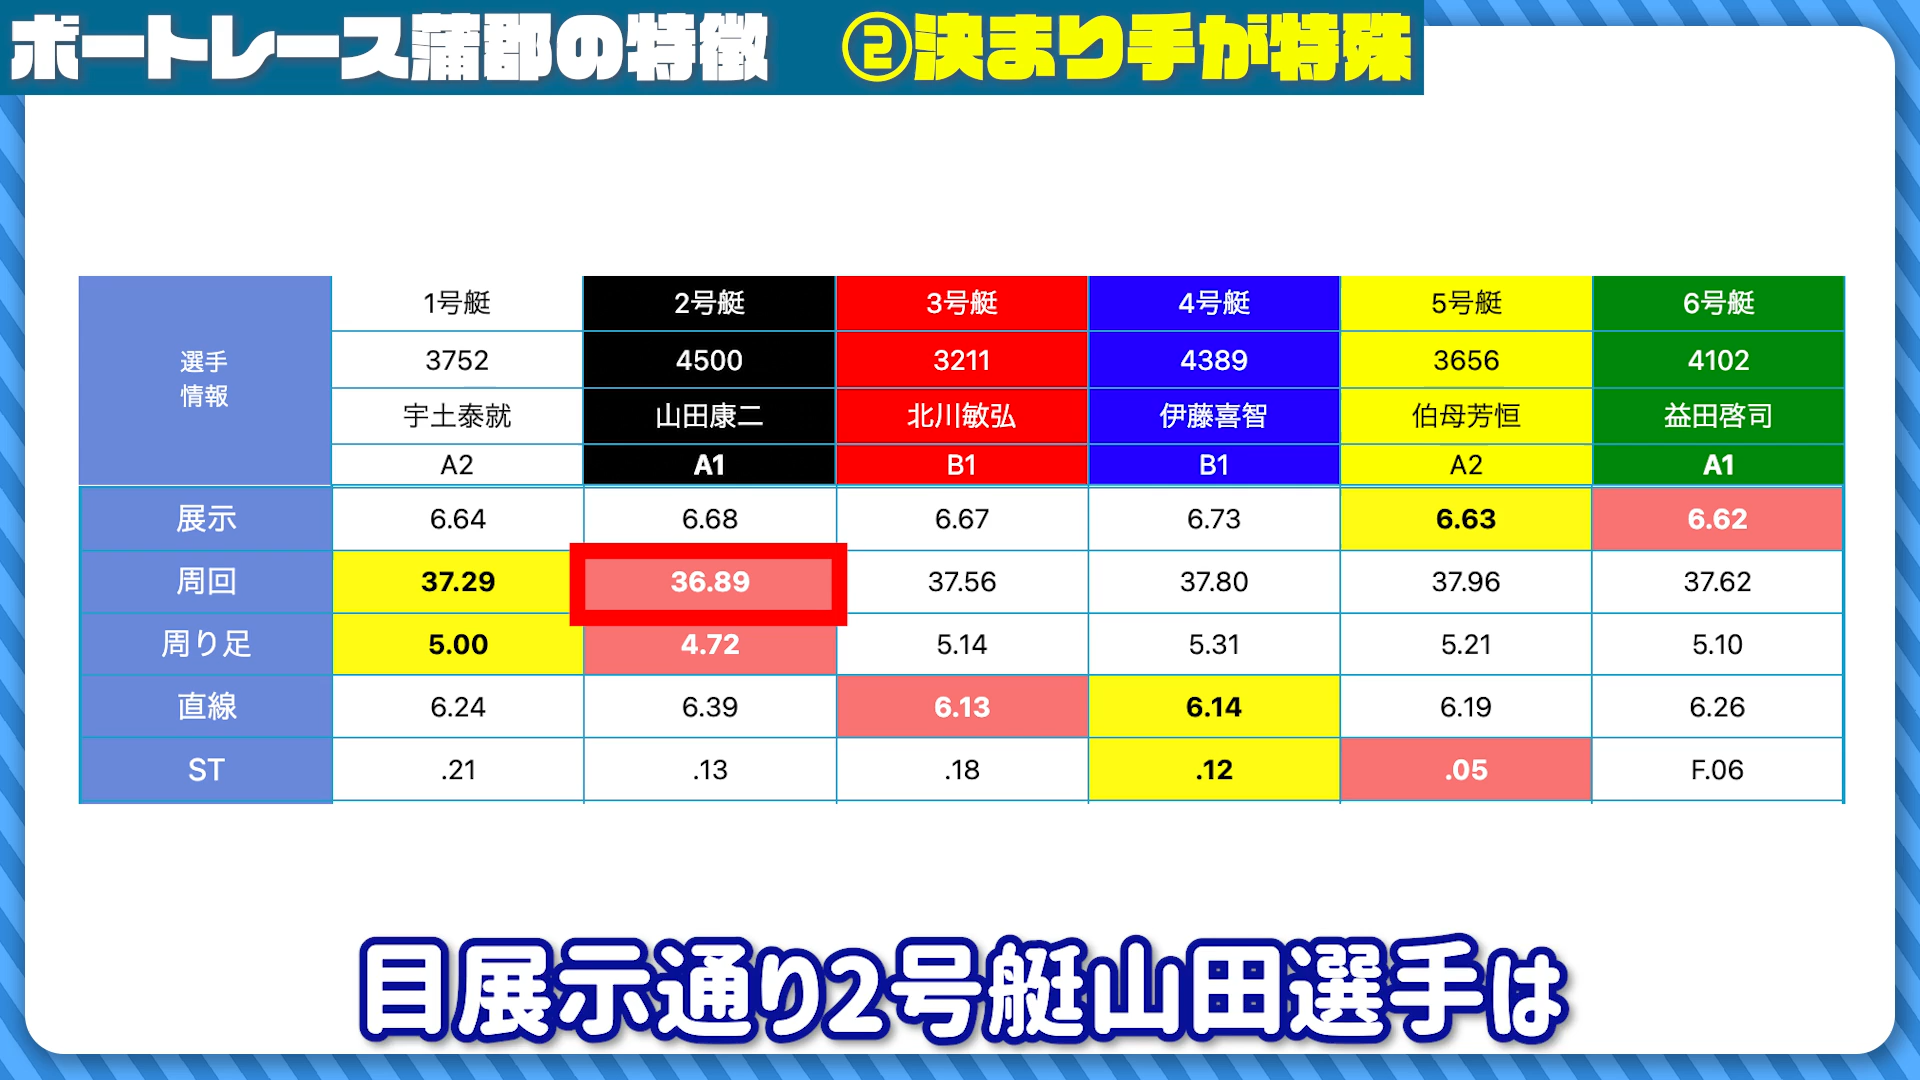 ボートレース蒲郡の特徴 ②決まり手が特殊
選手
情報
1号艇 2号艇 3号艇 4号艇 5号艇 6号艇
3752 4500 3211 4389 3656 4102
宇土泰就 山田康二 北川敏弘 伊藤喜智 伯母芳恒 益田啓司
A2 A1 B1 B1 A2 A1
展示 6.64 6.68 6.67 6.73 6.63 6.62
周回 37.29 36.89 37.56 37.80 37.96 37.62
周り足 5.00 4.72 5.14 5.31 5.21 5.10
直線 6.24 6.39 6.13 6.14 6.19 6.26
ST .21 .13 .18 .12 .05 F.06
目展示通り2号艇山田選手は